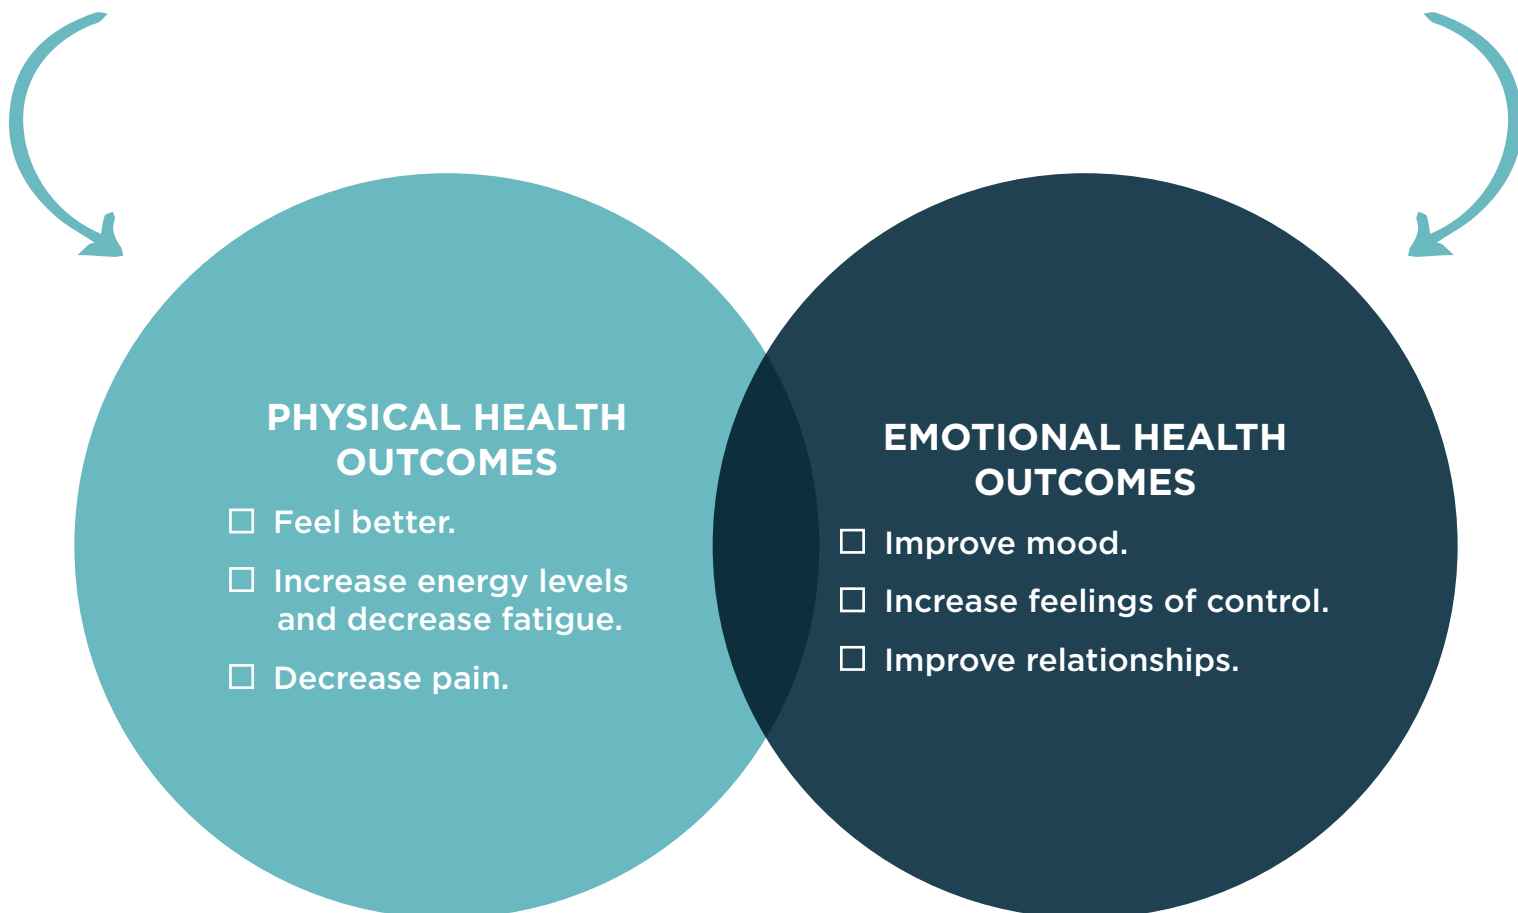 PHYSICAL HEALTH
OUTCOMES
☐ Feel better.
☐ Increase energy levels
and decrease fatigue.
☐ Decrease pain.
EMOTIONAL HEALTH
OUTCOMES
☐ Improve mood.
☐ Increase feelings of control.
☐ Improve relationships.